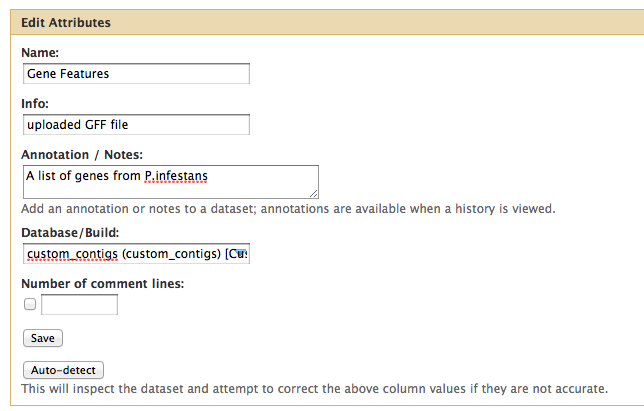 Edit Attributes
Name:
Gene Features
Info:
uploaded GFF file
Annotation / Notes:
A list of genes from P.infestans
Add an annotation or notes to a dataset; annotations are available when a history is viewed.
Database/Build:
custom_contigs (custom_contigs) [Cus
Number of comment lines:
Save
Auto-detect
This will inspect the dataset and attempt to correct the above column values if they are not accurate.